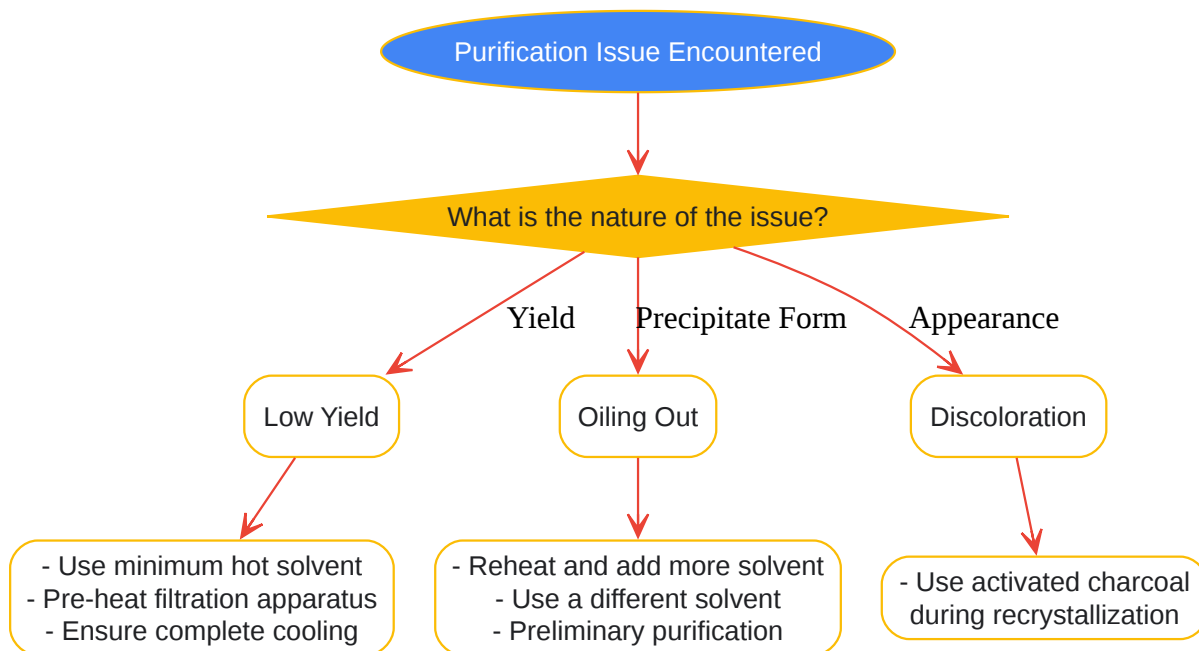 Purification Issue Encountered
What is the nature of the issue?
Yield
Precipitate Form
Appearance
Low Yield
Oiling Out
Discoloration
- Use minimum hot solvent
- Pre-heat filtration apparatus
- Ensure complete cooling
- Reheat and add more solvent
- Use a different solvent
- Preliminary purification
- Use activated charcoal
during recrystallization